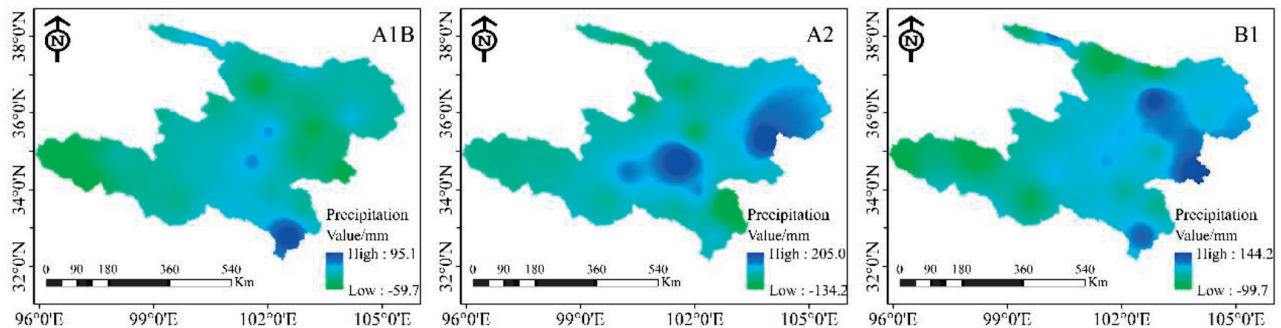 A1B
N
38°0'N
36°0'N
34°0'N
32°0'N
Precipitation
Value/mm
High : 95.1
Low : -59.7
0 90 180 360 540
Km
96°0'E 99°0'E 102°0'E 105°0'E
A2
N
38°0'N
36°0'N
34°0'N
32°0'N
Precipitation
Value/mm
High : 205.0
Low : -134.2
0 90 180 360 540
Km
96°0'E 99°0'E 102°0'E 105°0'E
B1
N
38°0'N
36°0'N
34°0'N
32°0'N
Precipitation
Value/mm
High : 144.2
Low : -99.7
0 90 180 360 540
Km
96°0'E 99°0'E 102°0'E 105°0'E